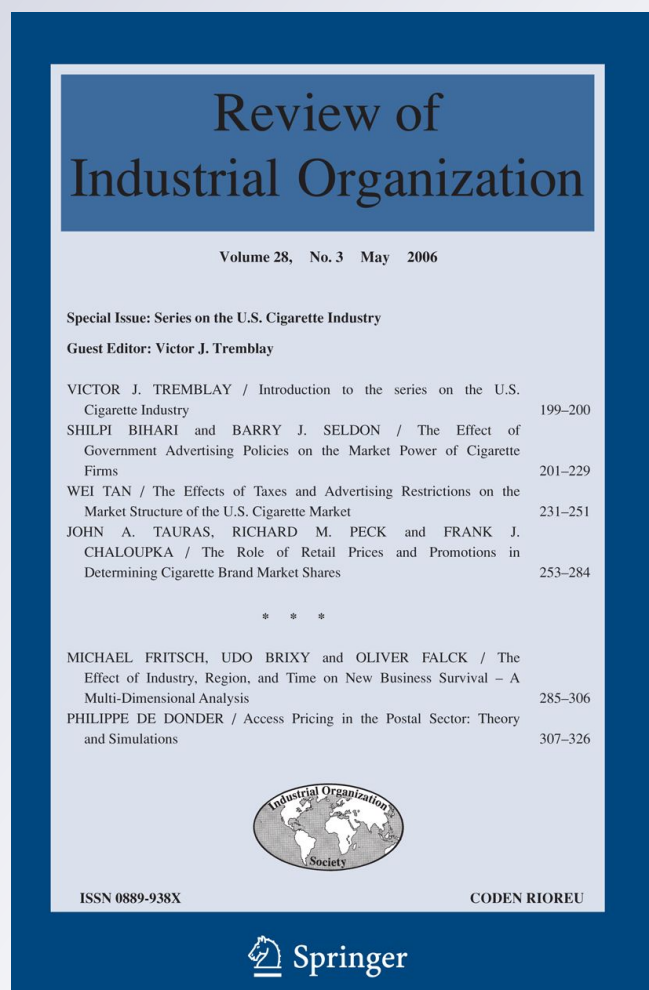 Review of
Industrial Organization
Volume 28, No. 3 May 2006
Special Issue: Series on the U.S. Cigarette Industry
Guest Editor: Victor J. Tremblay
VICTOR J. TREMBLAY / Introduction to the series on the U.S.
Cigarette Industry 199–200
SHILPI BIHARI and BARRY J. SELDON / The Effect of
Government Advertising Policies on the Market Power of Cigarette
Firms 201–229
WEI TAN / The Effects of Taxes and Advertising Restrictions on the
Market Structure of the U.S. Cigarette Market 231–251
JOHN A. TAURAS, RICHARD M. PECK and FRANK J.
CHALOUPKA / The Role of Retail Prices and Promotions in
Determining Cigarette Brand Market Shares 253–284
* * *
MICHAEL FRITSCH, UDO BRIXY and OLIVER FALCK / The
Effect of Industry, Region, and Time on New Business Survival – A
Multi-Dimensional Analysis 285–306
PHILIPPE DE DONDER / Access Pricing in the Postal Sector: Theory
and Simulations 307–326
Industrial Organization
Society
ISSN 0889-938X CODEN RIOREU
Springer